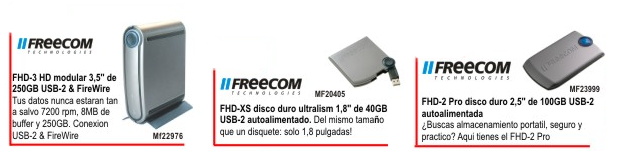 FREECOM
TECHNOLOGIES
FHD-3 HD modular 3,5" de
250GB USB-2 & FireWire
Tus datos nunca estaran tan
a salvo 7200 rpm, 8MB de
buffer y 250GB. Conexion
USB-2 & FireWire
Mf22976
FREECOM
TECHNOLOGIES
MF20405
FHD-XS disco duro ultralism 1,8" de 40GB
USB-2 autoalimentado. Del mismo tamaño
que un disquete: solo 1,8 pulgadas!
FREECOM
TECHNOLOGIES
MF23999
FHD-2 Pro disco duro 2,5" de 100GB USB-2
autoalimentada
¿Buscas almacenamiento portatil, seguro y
practico? Aqui tienes el FHD-2 Pro